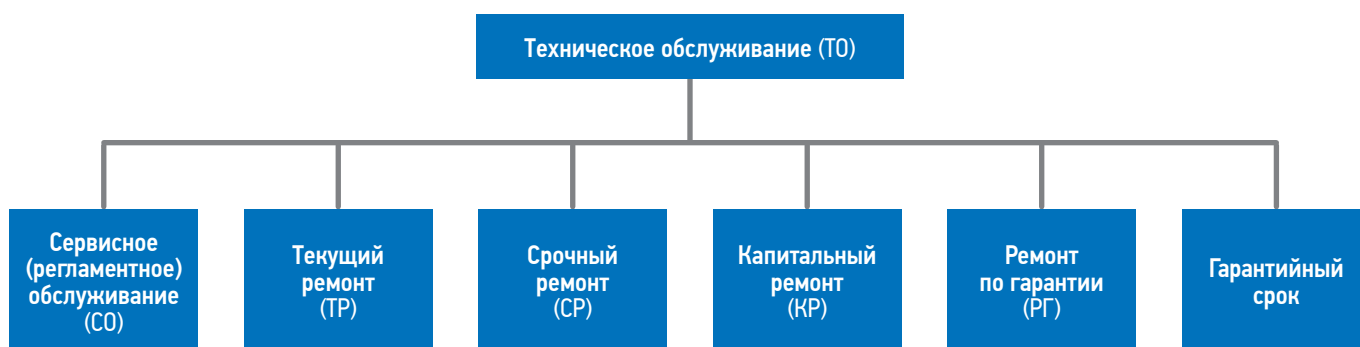 Техническое обслуживание (ТО)
Сервисное
(регламентное)
обслуживание
(СО)
Текущий
ремонт
(ТР)
Срочный
ремонт
(СР)
Капитальный
ремонт
(КР)
Ремонт
по гарантии
(РГ)
Гарантийный
срок